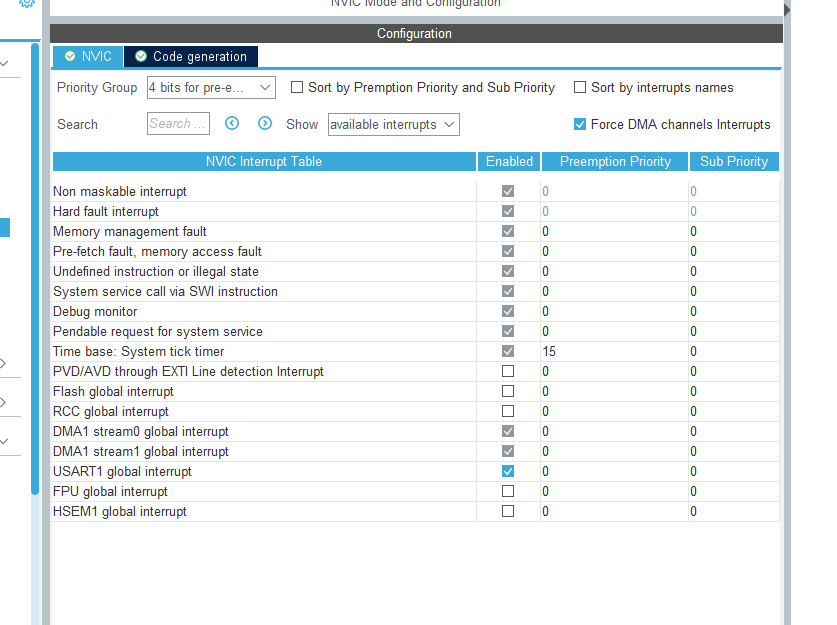 NVIC Mode and Configuration
Configuration
NVIC Code generation
Priority Group 4 bits for pre-e... Sort by Premption Priority and Sub Priority Sort by interrupts names
Search Search ... Show available interrupts Force DMA channels Interrupts
NVIC Interrupt Table Enabled Preemption Priority Sub Priority
Non maskable interrupt 0 0
Hard fault interrupt 0 0
Memory management fault 0 0
Pre-fetch fault, memory access fault 0 0
Undefined instruction or illegal state 0 0
System service call via SWI instruction 0 0
Debug monitor 0 0
Pendable request for system service 0 0
Time base: System tick timer 15 0
PVD/AVD through EXTI Line detection Interrupt 0 0
Flash global interrupt 0 0
RCC global interrupt 0 0
DMA1 stream0 global interrupt 0 0
DMA1 stream1 global interrupt 0 0
USART1 global interrupt 0 0
FPU global interrupt 0 0
HSEM1 global interrupt 0 0